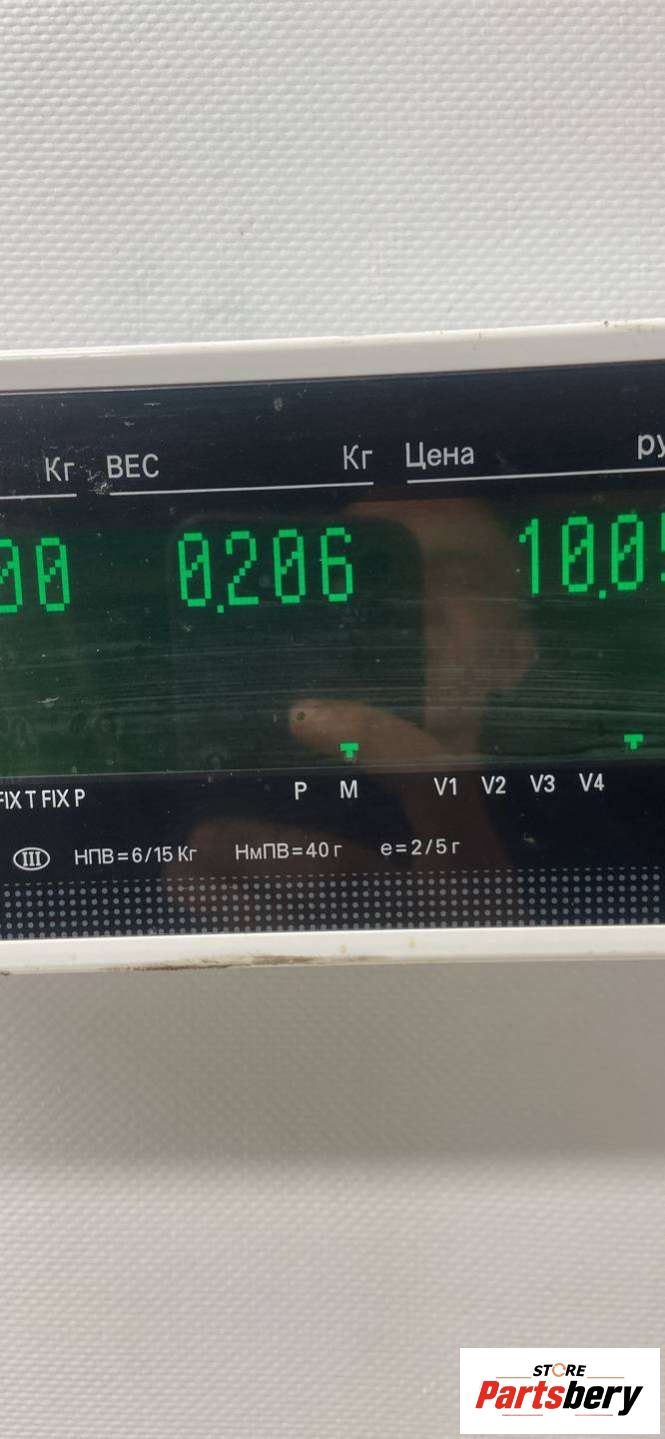 Кг ВЕС Кг Цена
00 0.206 10.0
FIX T FIX P P M V1 V2 V3 V4
III НПВ=6/15 Кг НмПВ=40 г e=2/5 г
STORE
Partsbery